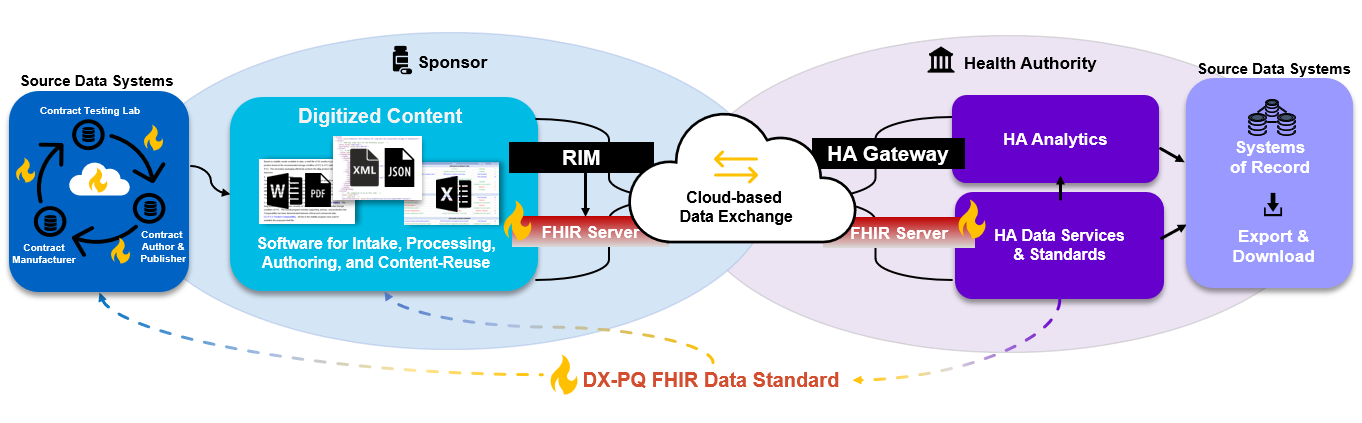 Sponsor
Health Authority
Source Data Systems
Source Data Systems
Contract Testing Lab
Contract
Manufacturer
Contract
Author &
Publisher
Digitized Content
W
PDF
XML
JSON
X
Software for Intake, Processing,
Authoring, and Content-Reuse
RIM
FHIR Server
Cloud-based
Data Exchange
HA Gateway
FHIR Server
HA Analytics
HA Data Services
& Standards
Systems
of Record
Export &
Download
DX-PQ FHIR Data Standard